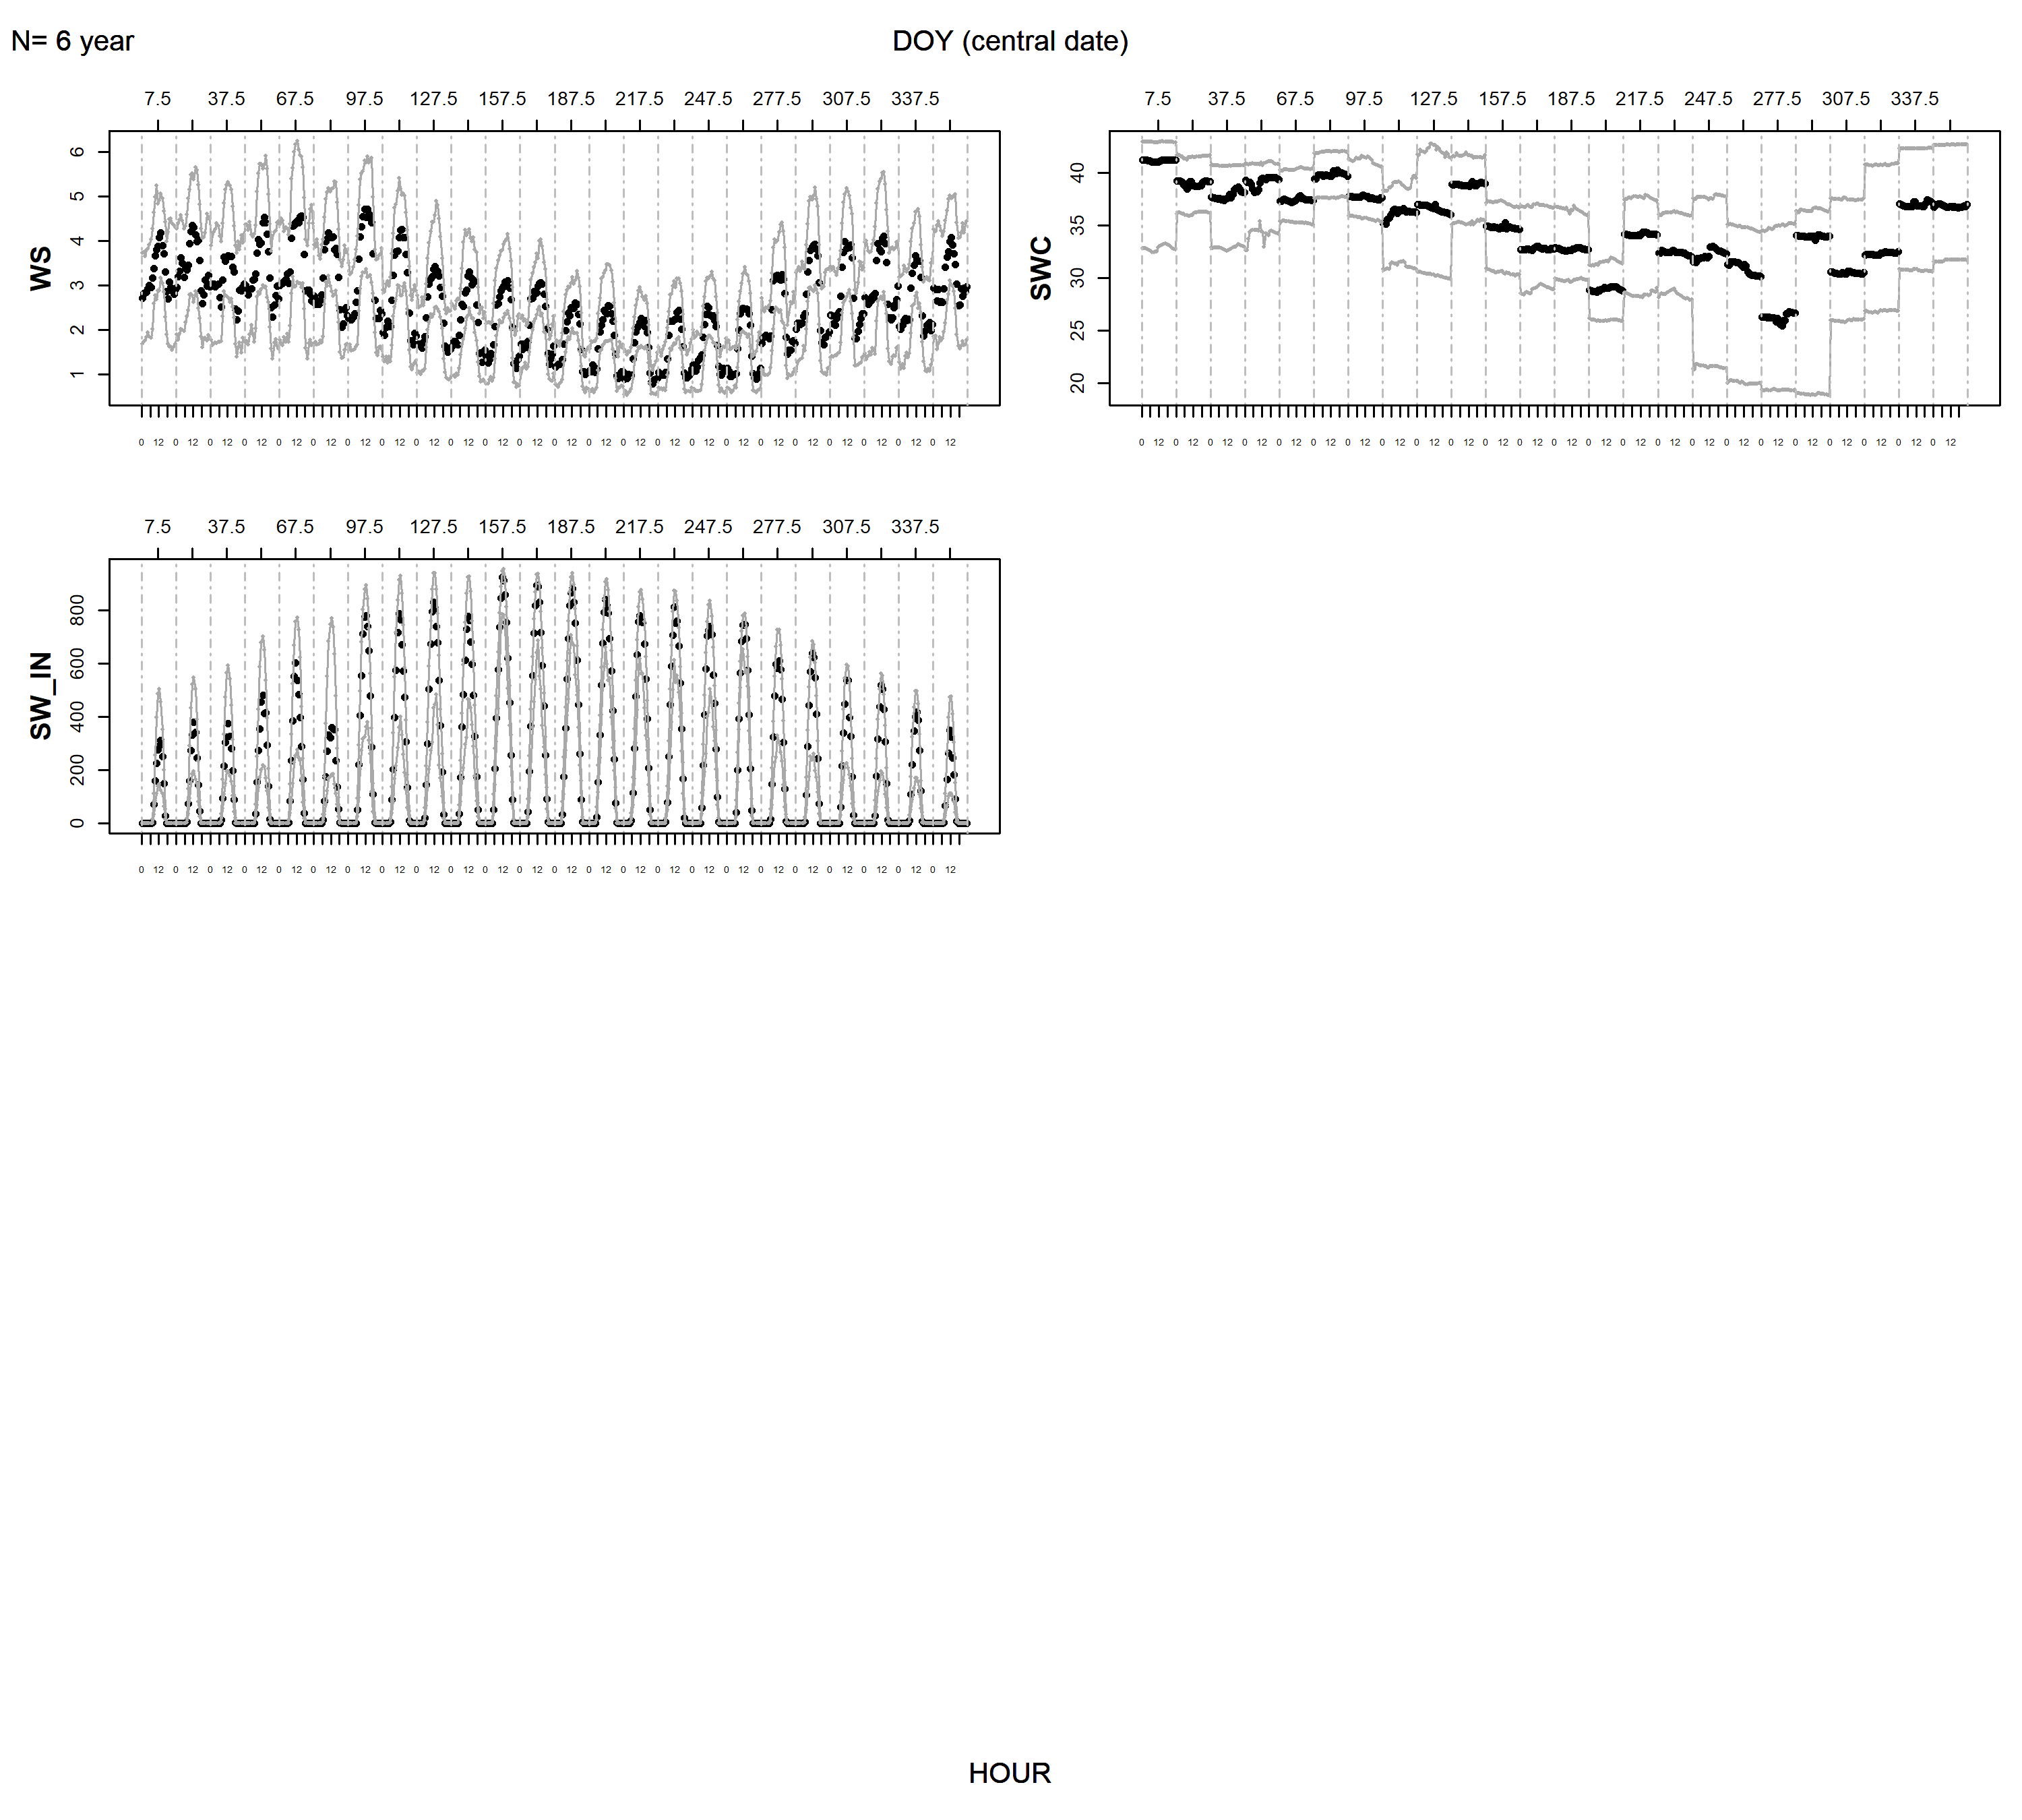 N= 6 year
DOY (central date)
7.5 37.5 67.5 97.5 127.5 157.5 187.5 217.5 247.5 277.5 307.5 337.5
WS
6
5
4
3
2
1
0 12 0 12 0 12 0 12 0 12 0 12 0 12 0 12 0 12 0 12 0 12 0 12 0 12 0 12 0 12 0 12 0 12 0 12 0 12 0 12 0 12 0 12 0 12 0 12
7.5 37.5 67.5 97.5 127.5 157.5 187.5 217.5 247.5 277.5 307.5 337.5
SWC
40
35
30
25
20
0 12 0 12 0 12 0 12 0 12 0 12 0 12 0 12 0 12 0 12 0 12 0 12 0 12 0 12 0 12 0 12 0 12 0 12 0 12 0 12 0 12 0 12 0 12 0 12
7.5 37.5 67.5 97.5 127.5 157.5 187.5 217.5 247.5 277.5 307.5 337.5
SW_IN
800
600
400
200
0
0 12 0 12 0 12 0 12 0 12 0 12 0 12 0 12 0 12 0 12 0 12 0 12 0 12 0 12 0 12 0 12 0 12 0 12 0 12 0 12 0 12 0 12 0 12 0 12
HOUR